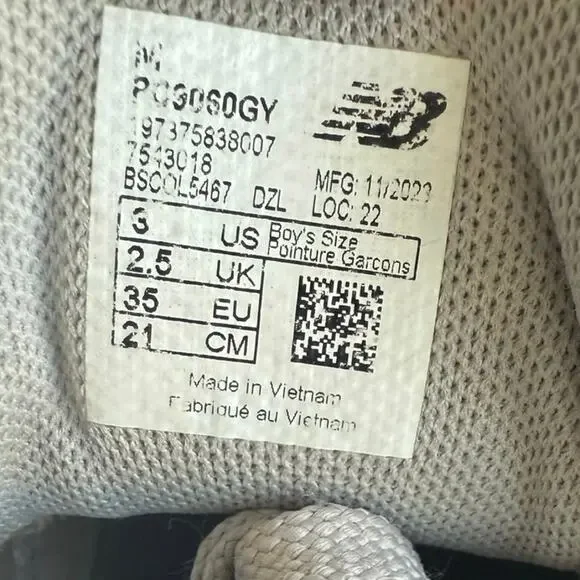 M
PC9060GY
197375838007
7543018
BSCOL5467 DZL
NB
MFG: 11/2023
LOC: 22
3 US Boy's Size
Pointure Garcons
2.5 UK
35 EU
21 CM
Made in Vietnam
Fabriqué au Vietnam